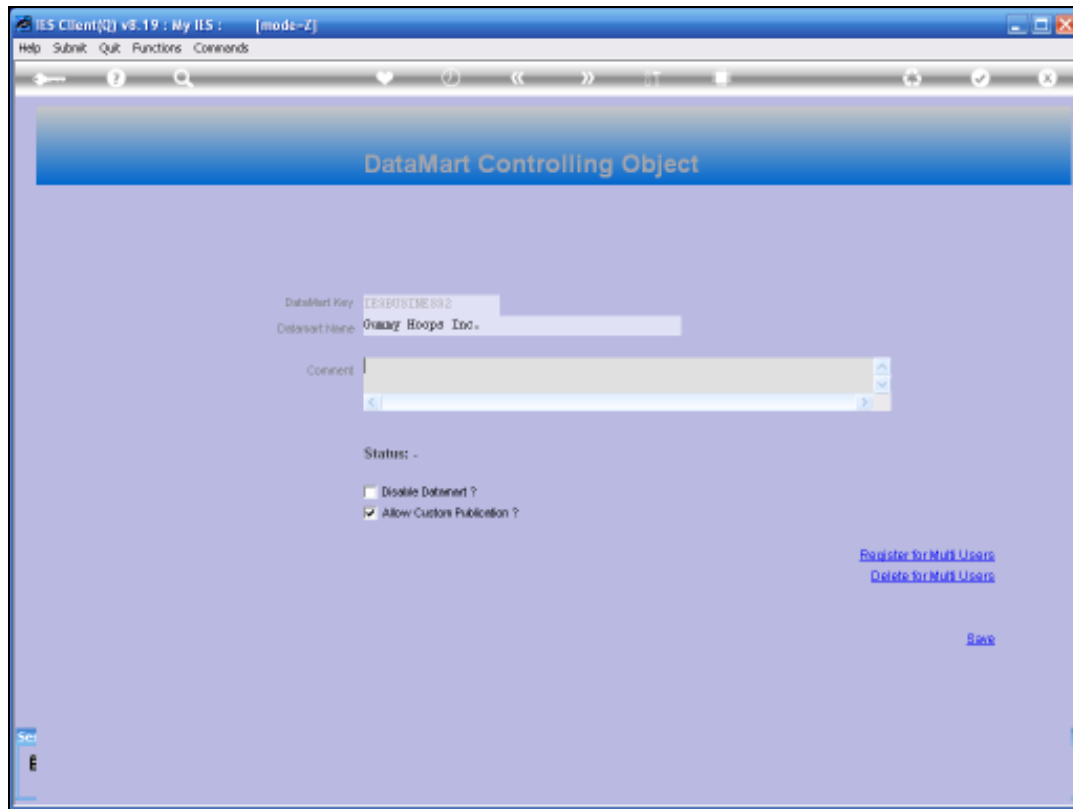 IES Client(Q) v8.19 : My IES : [mode=Z]
Help Submit Quit Functions Commands
DataMart Controlling Object
DataMart Key IESBUSINESS2
Datamart Name Gummy Hoops Inc.
Comment
Status: -
Disable Datamart ?
Allow Custom Publication ?
Register for Multi Users
Delete for Multi Users
Save
Ses
E